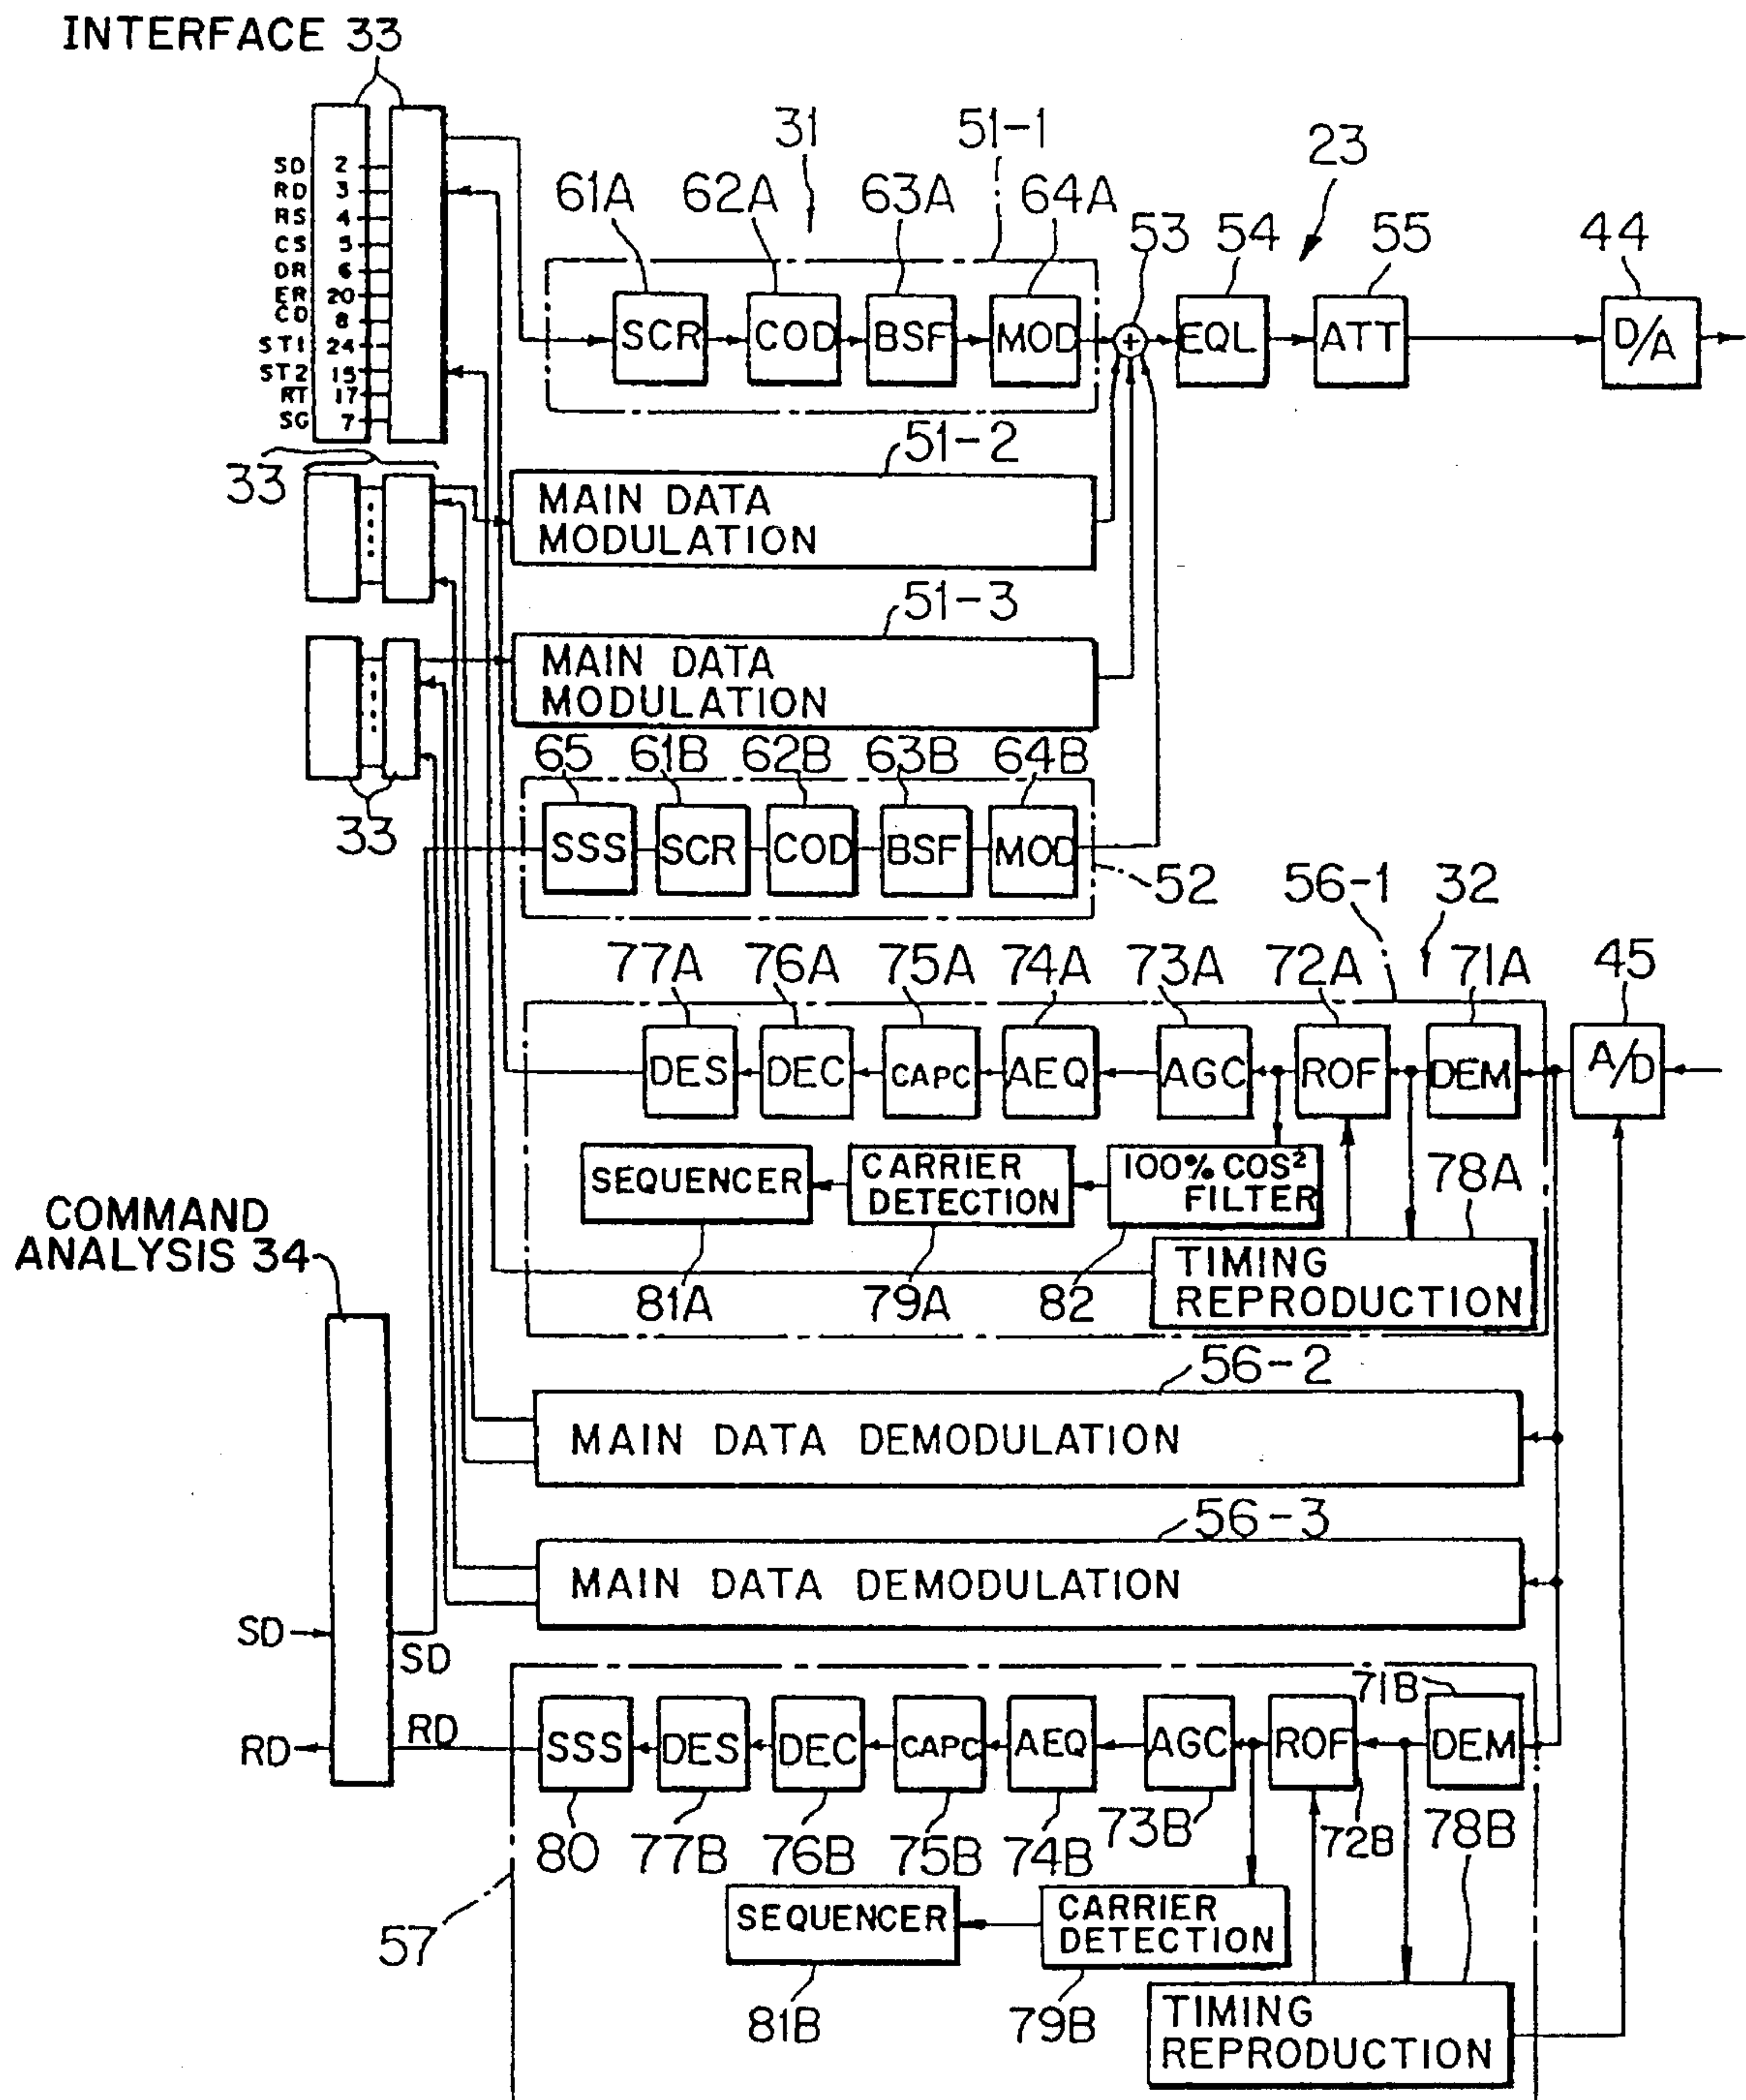 INTERFACE 33
31
51-1
23
SD 2
RD 3
RS 4
CS 5
DR 6
ER 20
CD 8
ST1 24
ST2 15
RT 17
SG 7
61A 62A 63A 64A 53 54 55 44
SCR COD BSF MOD + EQL ATT D/A
33
51-2
MAIN DATA
MODULATION
51-3
MAIN DATA
MODULATION
33
65 61B 62B 63B 64B
SSS SCR COD BSF MOD
52
56-1 32
77A 76A 75A 74A 73A 72A 71A 45
DES DEC CAPC AEQ AGC ROF DEM A/D
SEQUENCER
CARRIER
DETECTION
100% COS²
FILTER
78A
81A 79A 82
TIMING
REPRODUCTION
COMMAND
ANALYSIS 34
56-2
MAIN DATA DEMODULATION
56-3
MAIN DATA DEMODULATION
SD
SD
RD
RD
71B
SSS DES DEC CAPC AEQ AGC ROF DEM
80 77B 76B 75B 74B 73B 72B 78B
57
SEQUENCER
CARRIER
DETECTION
81B 79B
TIMING
REPRODUCTION